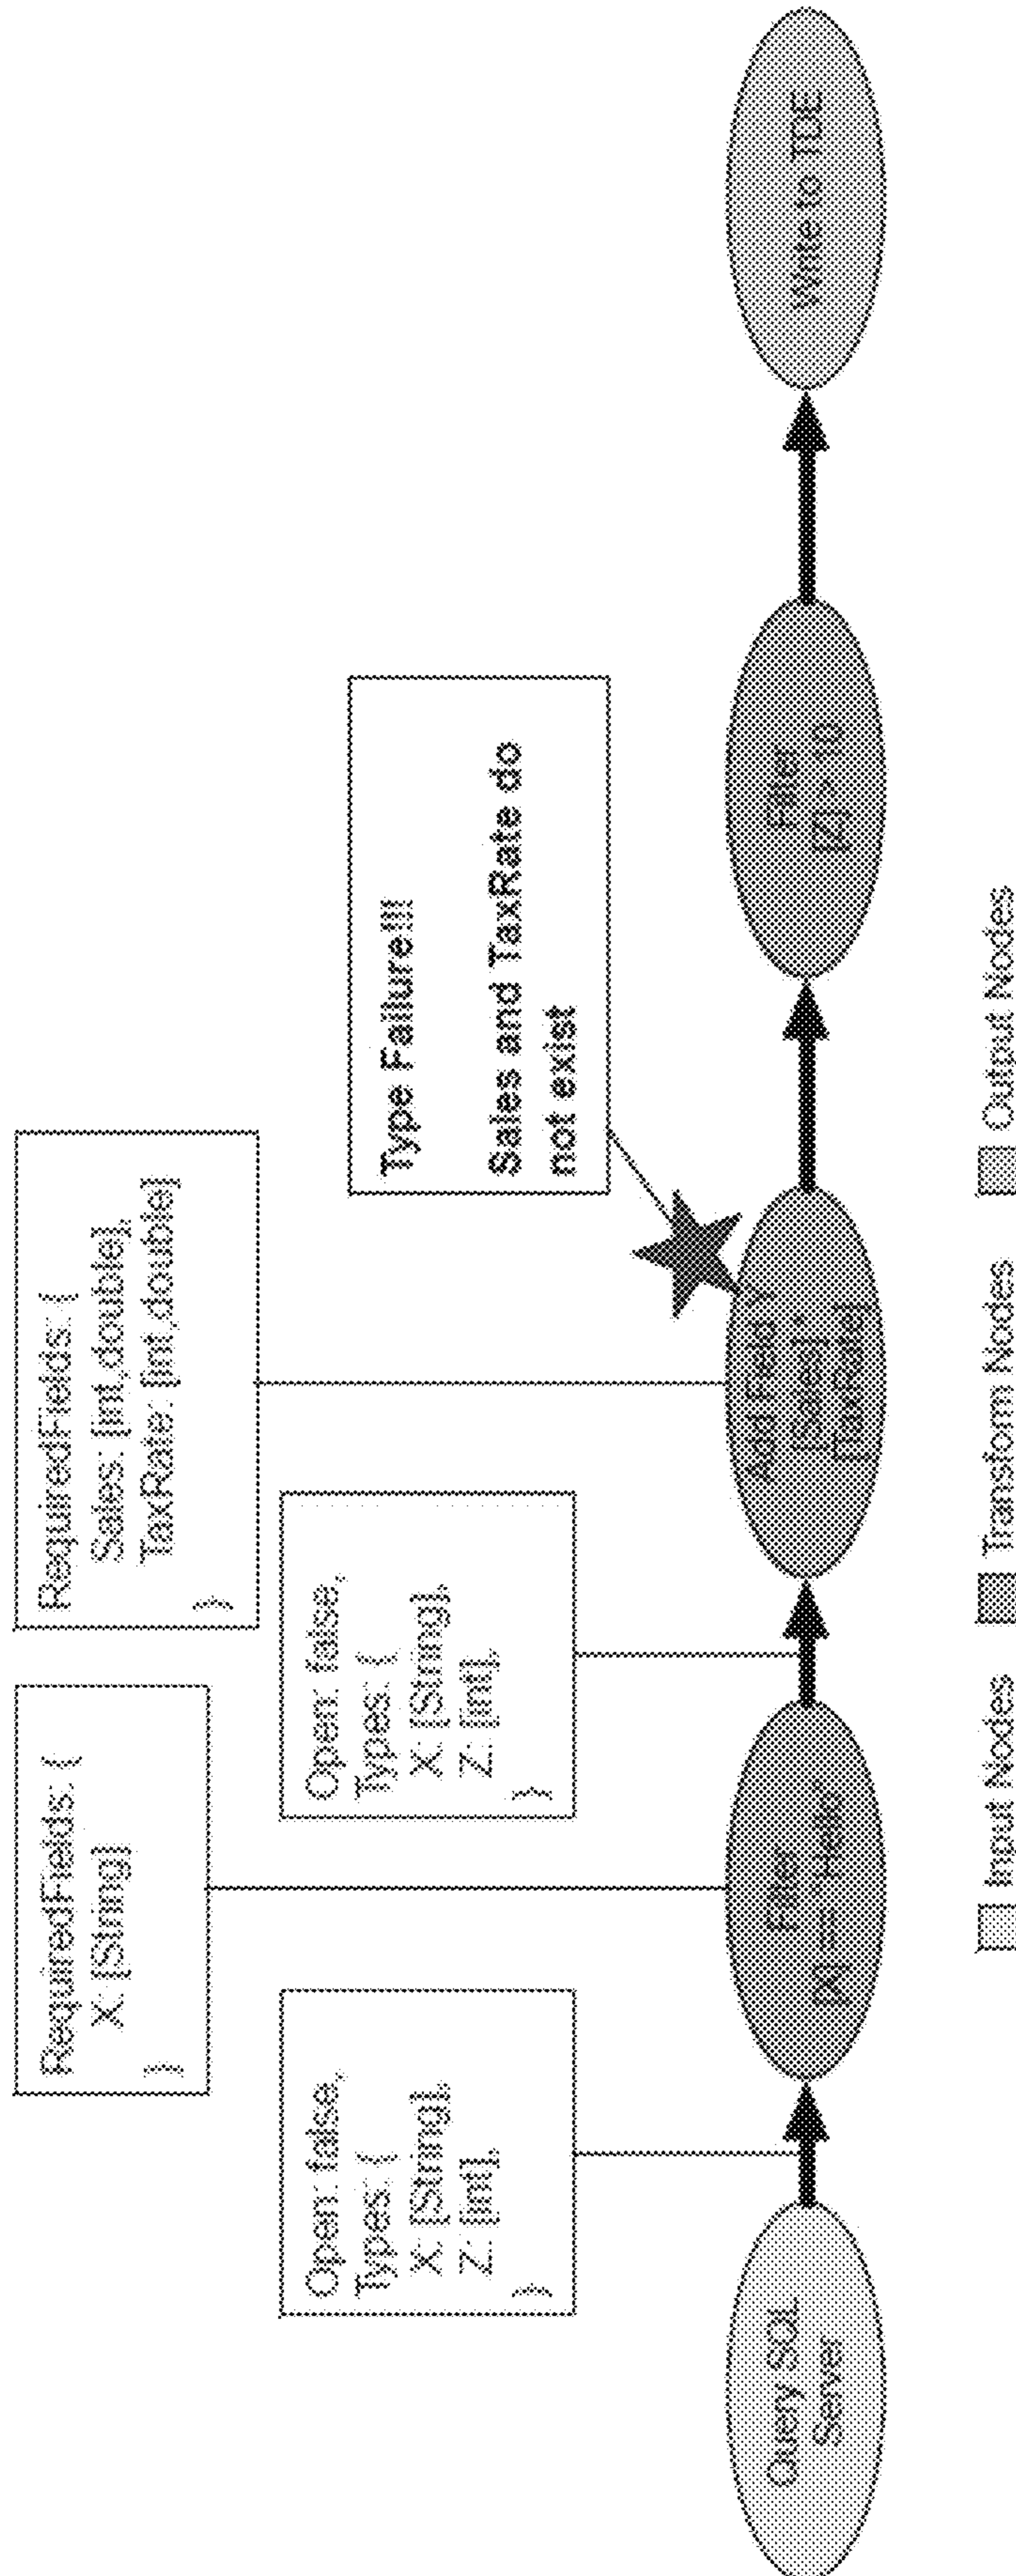 RequiredFields: {
X: [String]
}
RequiredFields: {
Sales: [int,double],
TaxRate: [int,double]
}
Open: false,
Types: {
X: [String],
Z: [int],
}
Open: false,
Types: {
X: [String],
Z: [int],
}
Type Failure!!!
Sales and TaxRate do
not exist
Query SQL
Server
Filter
Add Field Y
[Sales] *
[TaxRate]
Filter
[Z] > 10
Write to TDE
Input Nodes
Transform Nodes
Output Nodes